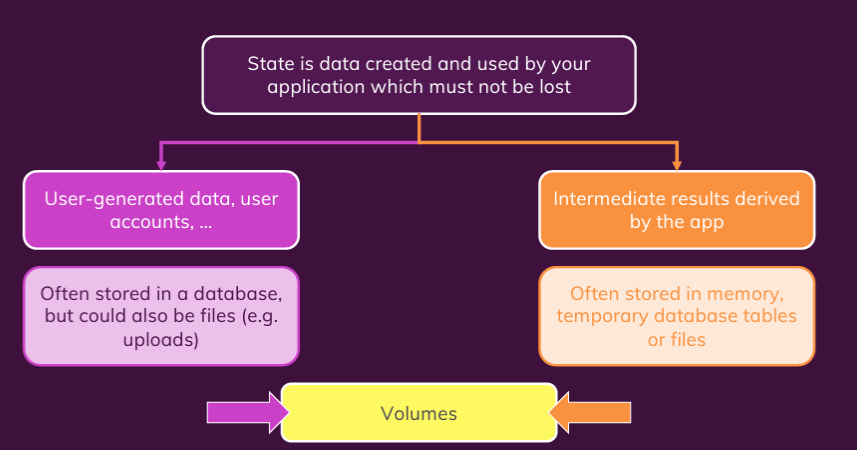 State is data created and used by your
application which must not be lost
User-generated data, user
accounts, ...
Intermediate results derived
by the app
Often stored in a database,
but could also be files (e.g.
uploads)
Often stored in memory,
temporary database tables
or files
Volumes